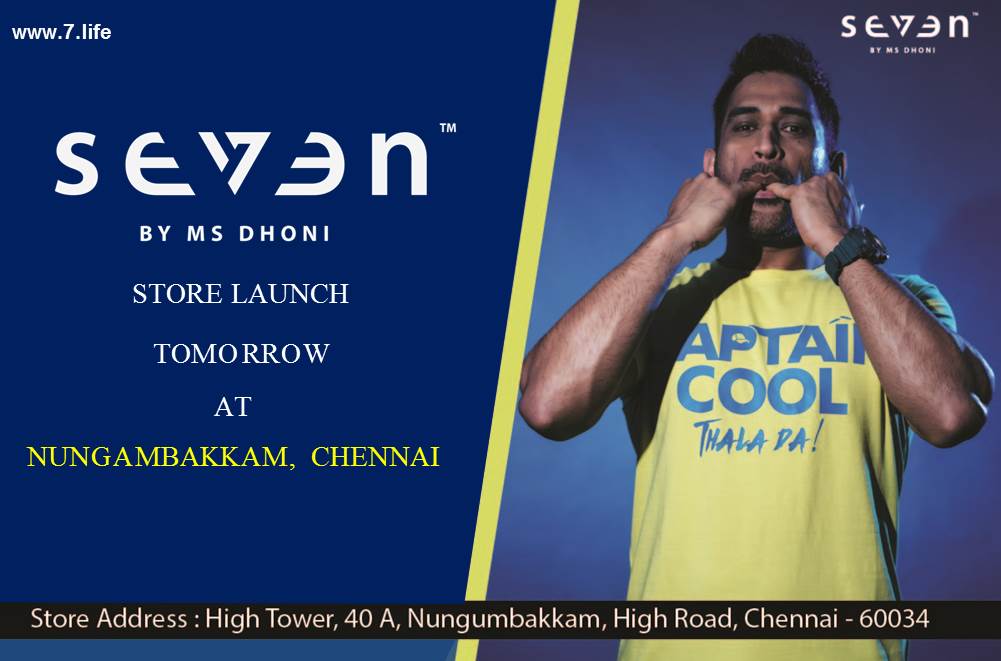 www.7.life
seven™
BY MS DHONI
STORE LAUNCH
TOMORROW
AT
NUNGAMBAKKAM, CHENNAI
seven™
BY MS DHONI
APTAI
COOL
THALA DA!
Store Address : High Tower, 40 A, Nungumbakkam, High Road, Chennai - 60034